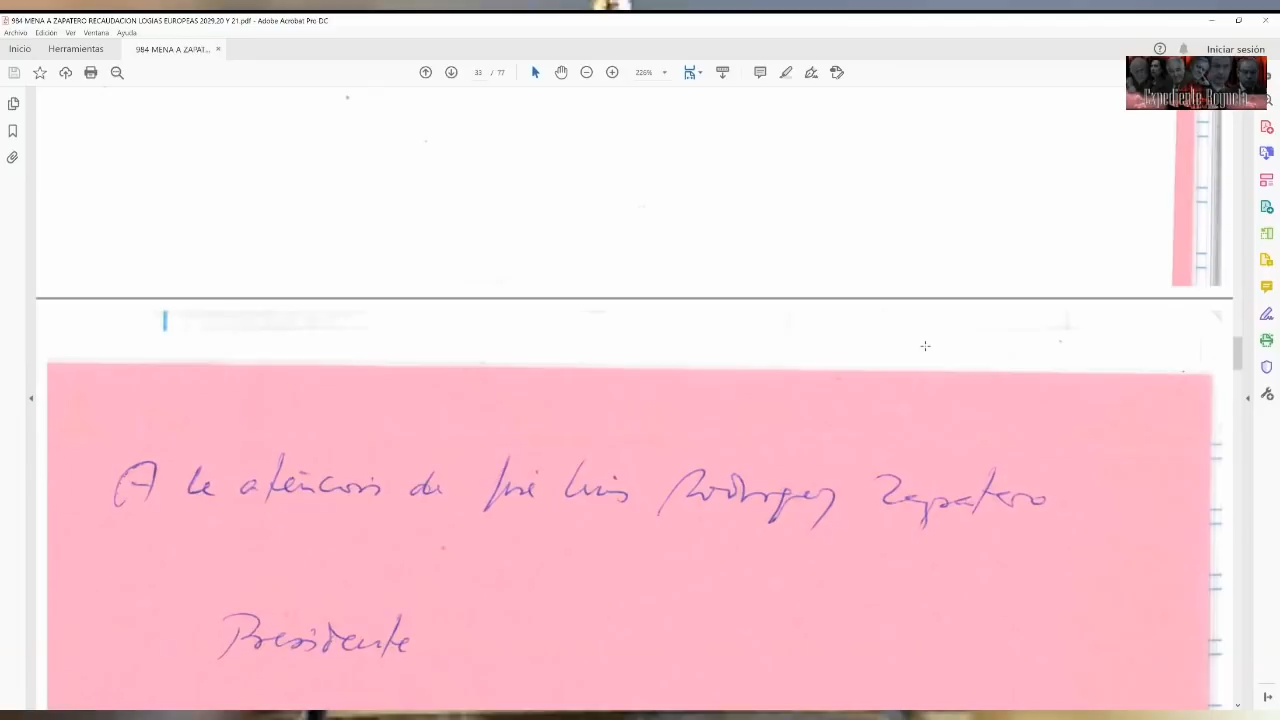 984 MENA A ZAPATERO RECAUDACION LOGIAS EUROPEAS 2029,20 Y 21.pdf - Adobe Acrobat Pro DC
Archivo Edición Ver Ventana Ayuda
Inicio Herramientas 984 MENA A ZAPAT... × Iniciar sesión
33 / 77 226%
Expediente Royuela
A la atención de José Luis Rodríguez Zapatero
Presidente